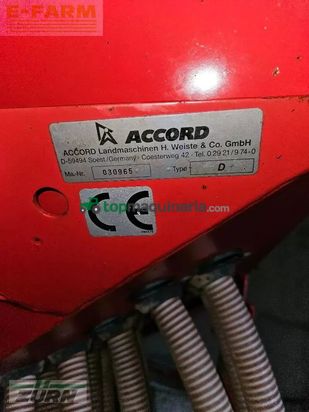 E-FARM
ACCORD
ACCORD Landmaschinen H. Weiste & Co. GmbH
D-59494 Soest/Germany · Coesterweg 42 · Tel. 0 29 21 / 9 74-0
Ma.-Nr. 030965 Type D
CE
topmaquinaria.com
ZÜRN